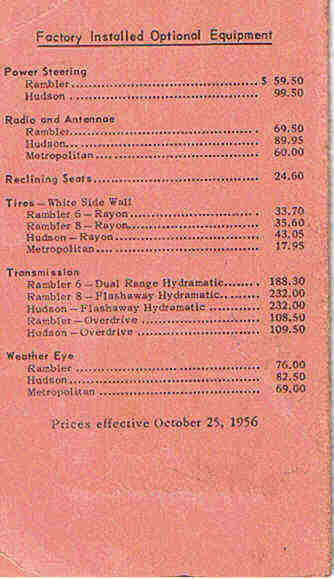 Factory Installed Optional Equipment
Power Steering
Rambler........................................ $ 59.50
Hudson........................................ 99.50
Radio and Antennae
Rambler........................................ 69.50
Hudson........................................ 89.95
Metropolitan................................... 60.00
Reclining Seats................................... 24.60
Tires — White Side Wall
Rambler 6 — Rayon........................... 33.70
Rambler 8 — Rayon........................... 35.60
Hudson — Rayon.............................. 43.05
Metropolitan................................... 17.95
Transmission
Rambler 6 — Dual Range Hydramatic........ 188.30
Rambler 8 — Flashaway Hydramatic........ 232.00
Hudson — Flashaway Hydramatic........... 232.00
Rambler — Overdrive........................ 108.50
Hudson — Overdrive......................... 109.50
Weather Eye
Rambler........................................ 76.00
Hudson........................................ 82.50
Metropolitan................................... 69.00
Prices effective October 25, 1956